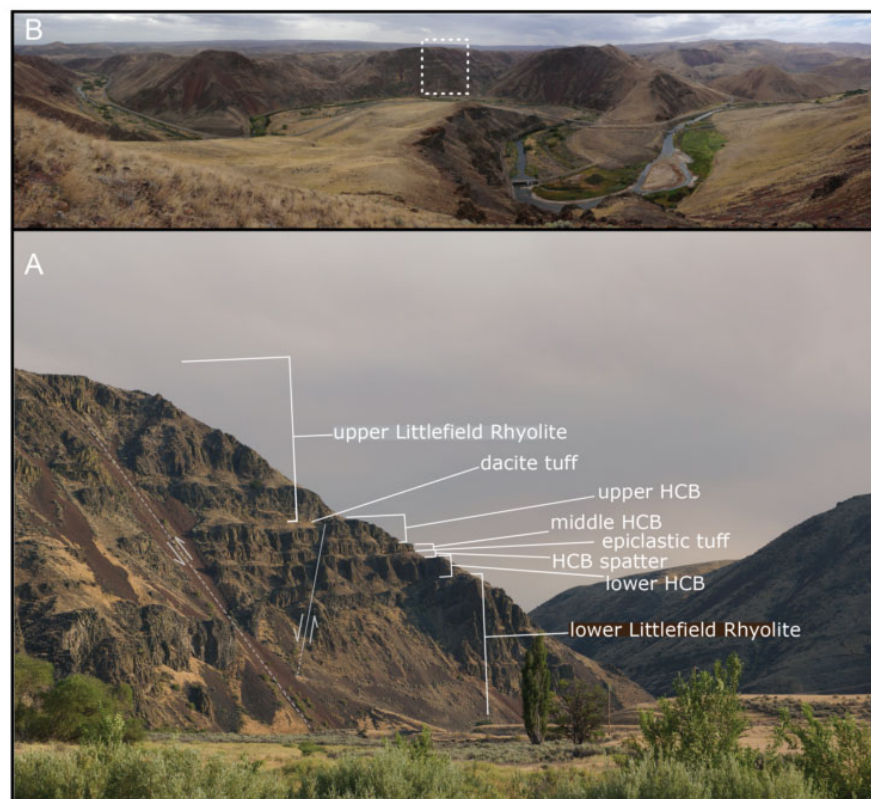 B
A
upper Littlefield Rhyolite
dacite tuff
upper HCB
middle HCB
epiclastic tuff
HCB spatter
lower HCB
lower Littlefield Rhyolite